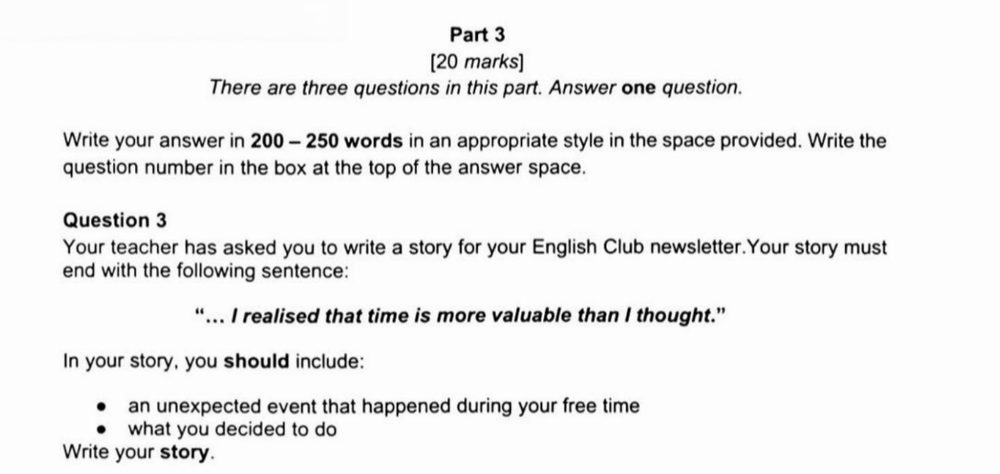 Part 3
[20 marks]
There are three questions in this part. Answer one question.
Write your answer in 200 – 250 words in an appropriate style in the space provided. Write the
question number in the box at the top of the answer space.
Question 3
Your teacher has asked you to write a story for your English Club newsletter.Your story must
end with the following sentence:
“... I realised that time is more valuable than I thought.”
In your story, you should include:
• an unexpected event that happened during your free time
• what you decided to do
Write your story.